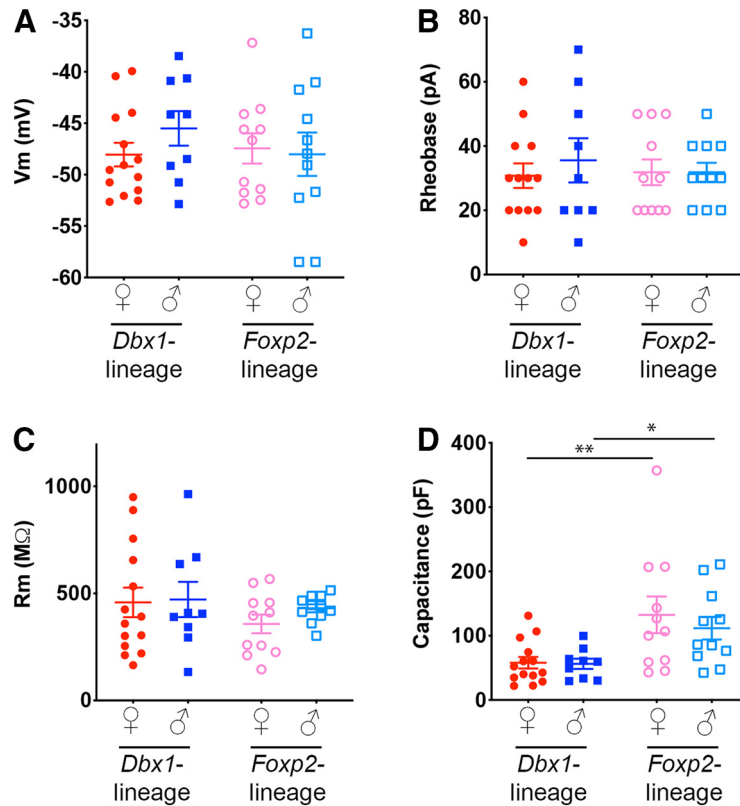 A
Vm (mV)
-35
-40
-45
-50
-55
-60
♀ ♂ ♀ ♂
Dbx1- Foxp2-
lineage lineage
B
Rheobase (pA)
80
60
40
20
0
♀ ♂ ♀ ♂
Dbx1- Foxp2-
lineage lineage
C
Rm (MΩ)
1000
500
0
♀ ♂ ♀ ♂
Dbx1- Foxp2-
lineage lineage
D
Capacitance (pF)
400
300
200
100
0
*
**
♀ ♂ ♀ ♂
Dbx1- Foxp2-
lineage lineage